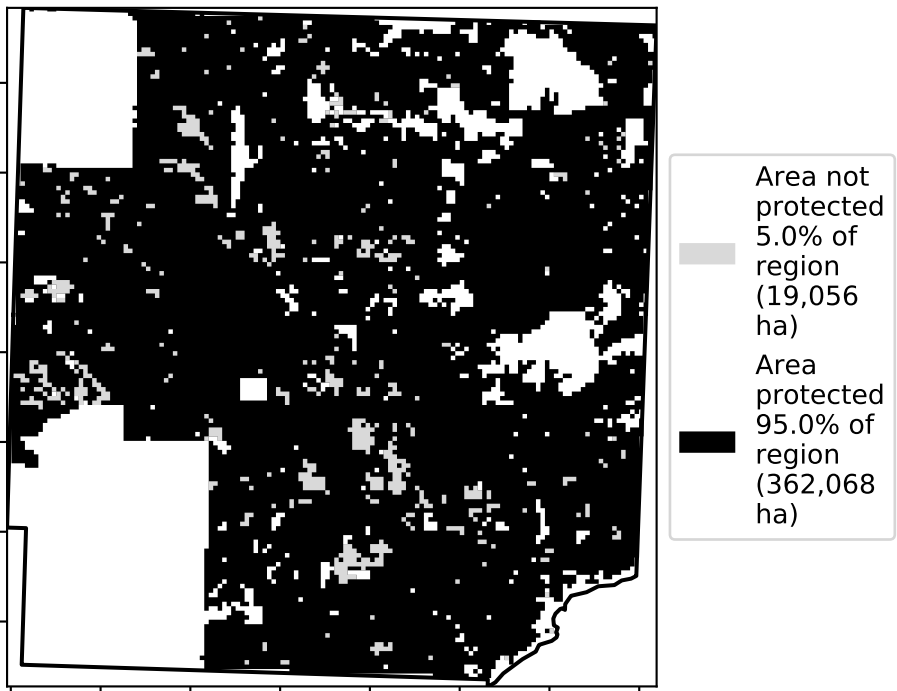 Area not
protected
5.0% of
region
(19,056
ha)
Area
protected
95.0% of
region
(362,068
ha)